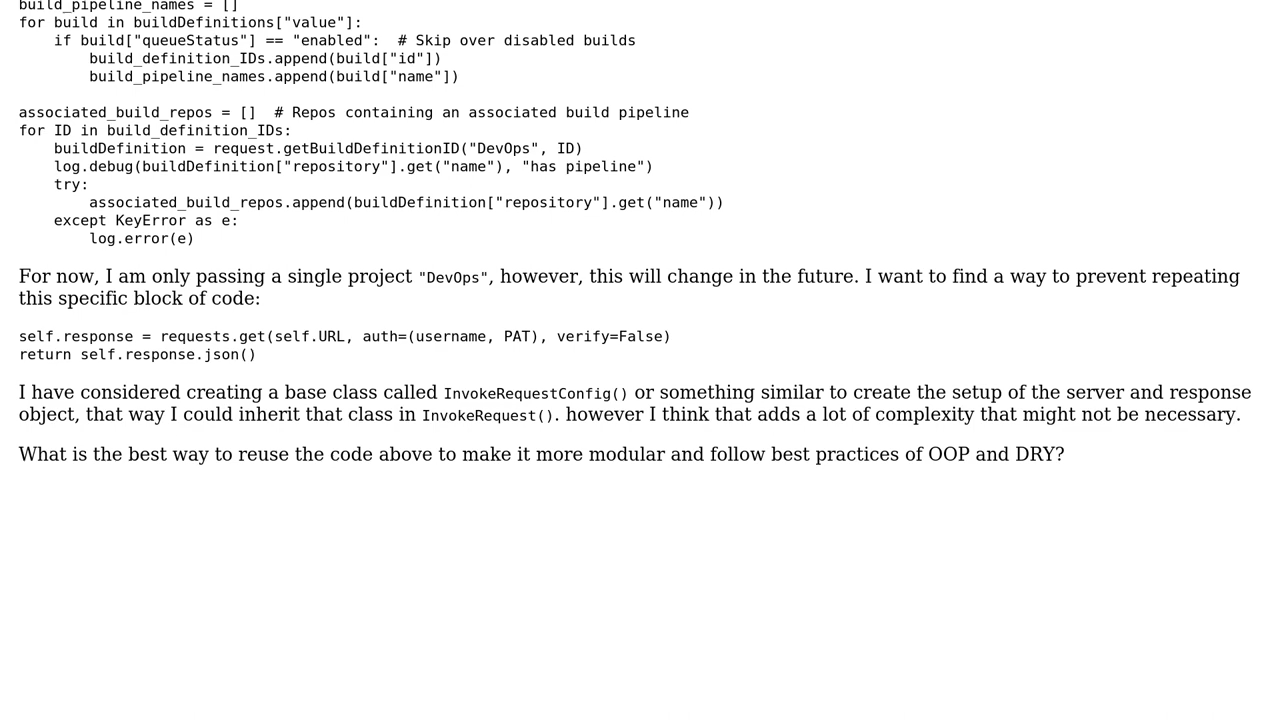 build_pipeline_names = []
for build in buildDefinitions["value"]:
    if build["queueStatus"] == "enabled":  # Skip over disabled builds
        build_definition_IDs.append(build["id"])
        build_pipeline_names.append(build["name"])

associated_build_repos = []  # Repos containing an associated build pipeline
for ID in build_definition_IDs:
    buildDefinition = request.getBuildDefinitionID("DevOps", ID)
    log.debug(buildDefinition["repository"].get("name"), "has pipeline")
    try:
        associated_build_repos.append(buildDefinition["repository"].get("name"))
    except KeyError as e:
        log.error(e)

For now, I am only passing a single project "DevOps", however, this will change in the future. I want to find a way to prevent repeating
this specific block of code:

self.response = requests.get(self.URL, auth=(username, PAT), verify=False)
return self.response.json()

I have considered creating a base class called InvokeRequestConfig() or something similar to create the setup of the server and response
object, that way I could inherit that class in InvokeRequest(). however I think that adds a lot of complexity that might not be necessary.

What is the best way to reuse the code above to make it more modular and follow best practices of OOP and DRY?